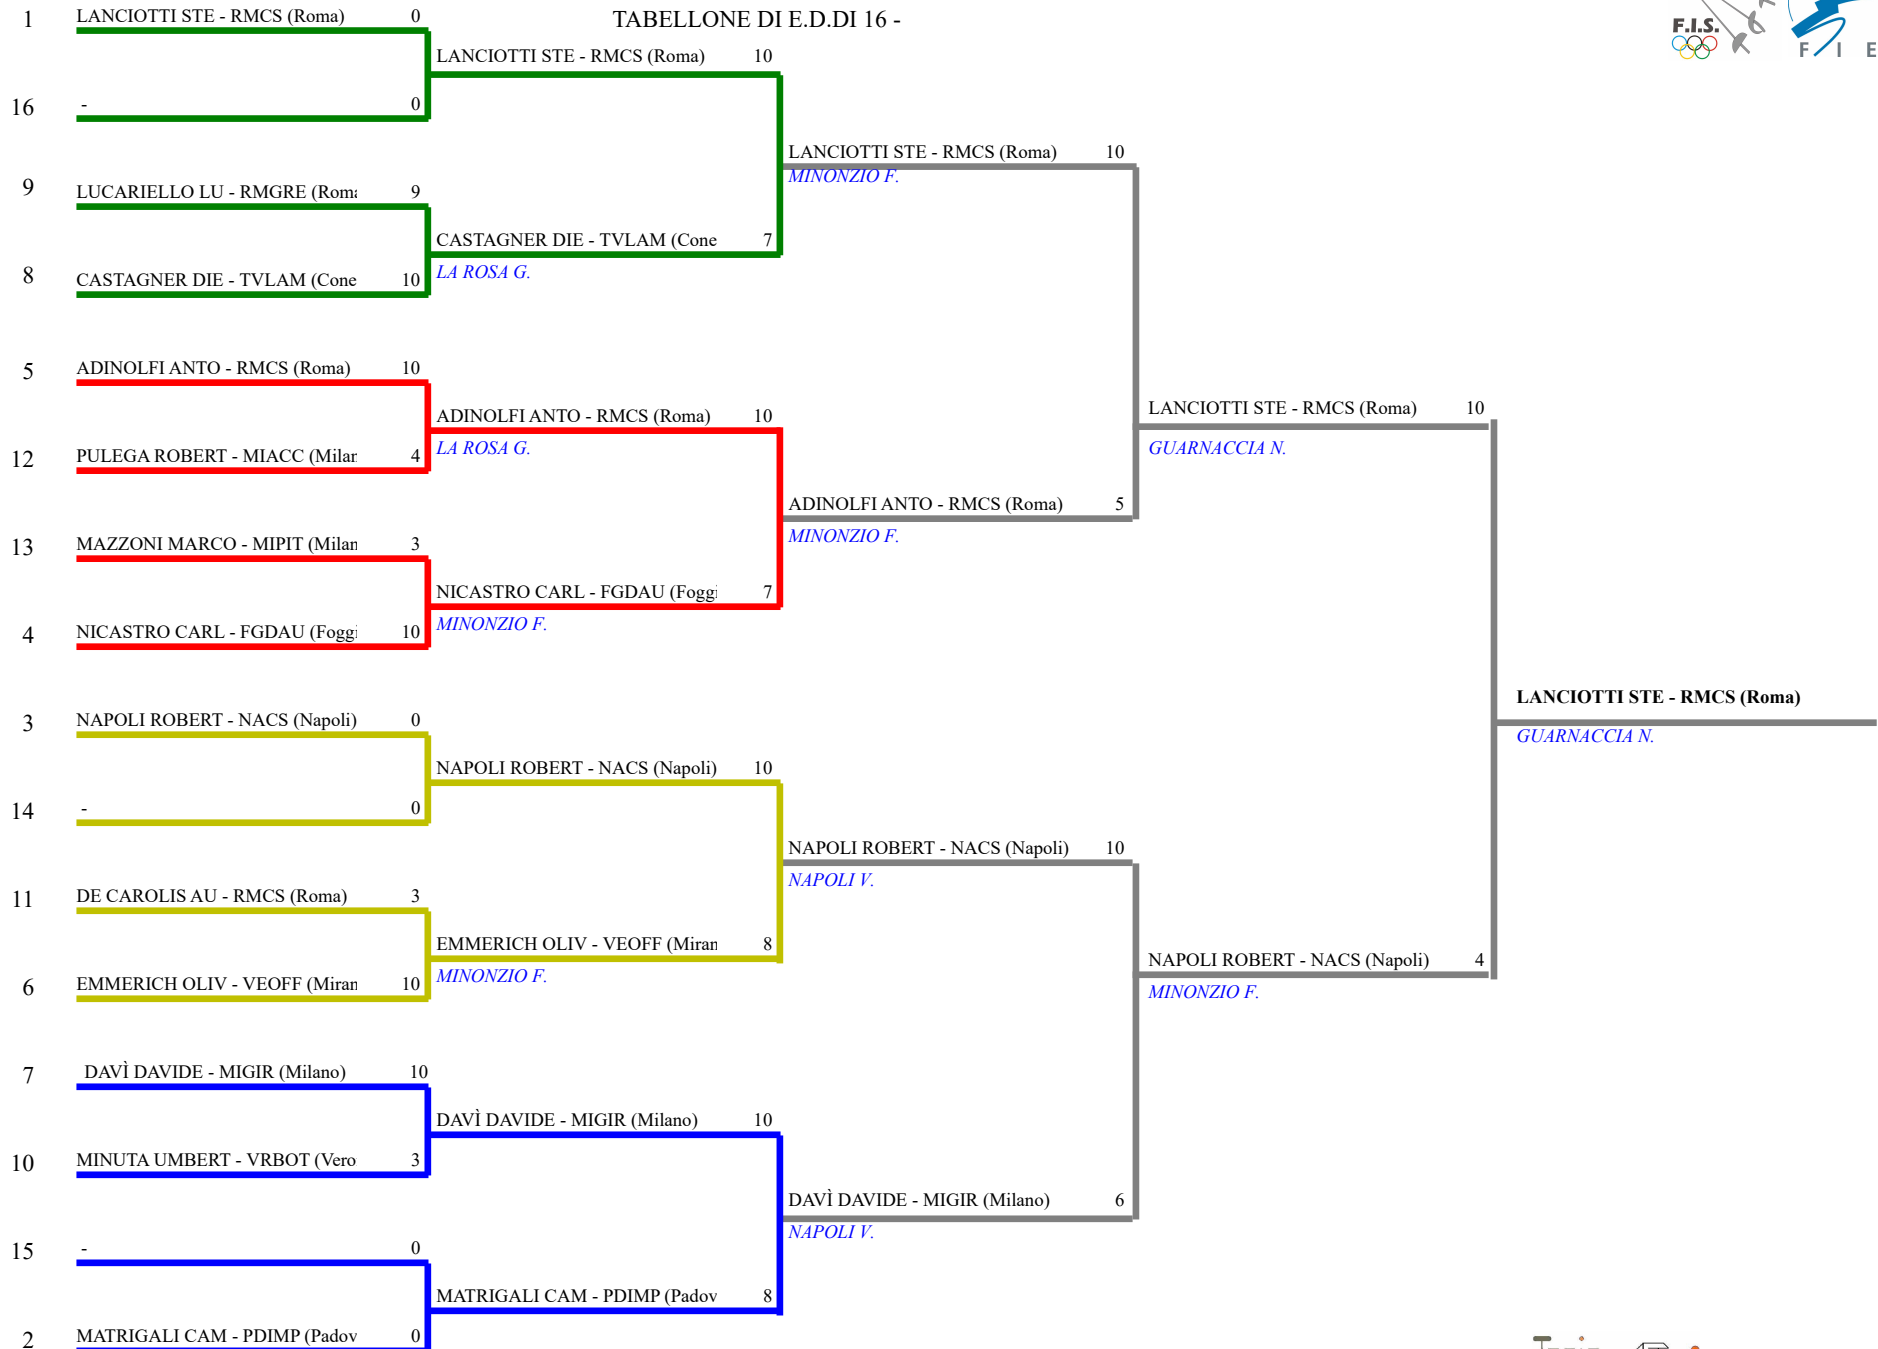 TABELLONE DI E.D.DI 16 -
F.I.S.
F I E
1 LANCIOTTI STE - RMCS (Roma) 0
LANCIOTTI STE - RMCS (Roma) 10
16 - 0
LANCIOTTI STE - RMCS (Roma) 10
MINONZIO F.
9 LUCARIELLO LU - RMGRE (Roma 9
CASTAGNER DIE - TVLAM (Cone 7
LA ROSA G.
8 CASTAGNER DIE - TVLAM (Cone 10
5 ADINOLFI ANTO - RMCS (Roma) 10
LANCIOTTI STE - RMCS (Roma) 10
GUARNACCIA N.
ADINOLFI ANTO - RMCS (Roma) 10
LA ROSA G.
12 PULEGA ROBERT - MIACC (Milan 4
ADINOLFI ANTO - RMCS (Roma) 5
MINONZIO F.
13 MAZZONI MARCO - MIPIT (Milan 3
NICASTRO CARL - FGDAU (Foggi 7
MINONZIO F.
4 NICASTRO CARL - FGDAU (Foggi 10
LANCIOTTI STE - RMCS (Roma)
GUARNACCIA N.
3 NAPOLI ROBERT - NACS (Napoli) 0
NAPOLI ROBERT - NACS (Napoli) 10
14 - 0
NAPOLI ROBERT - NACS (Napoli) 10
NAPOLI V.
11 DE CAROLIS AU - RMCS (Roma) 3
EMMERICH OLIV - VEOFF (Miran 8
MINONZIO F.
NAPOLI ROBERT - NACS (Napoli) 4
MINONZIO F.
6 EMMERICH OLIV - VEOFF (Miran 10
7 DAVÌ DAVIDE - MIGIR (Milano) 10
DAVÌ DAVIDE - MIGIR (Milano) 10
10 MINUTA UMBERT - VRBOT (Vero 3
DAVÌ DAVIDE - MIGIR (Milano) 6
NAPOLI V.
15 - 0
MATRIGALI CAM - PDIMP (Padov 8
2 MATRIGALI CAM - PDIMP (Padov 0